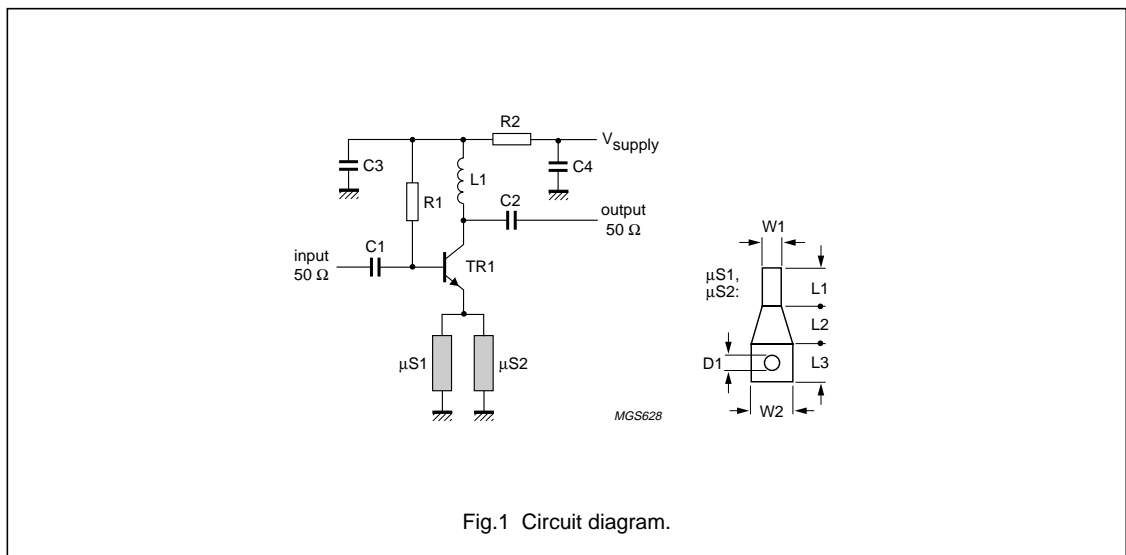 R2
V supply
C3
C4
L1
R1
C2
output
50 Ω
input
50 Ω
C1
TR1
W1
μS1,
μS2:
L1
L2
D1
L3
μS1
μS2
W2
MGS628
Fig.1 Circuit diagram.